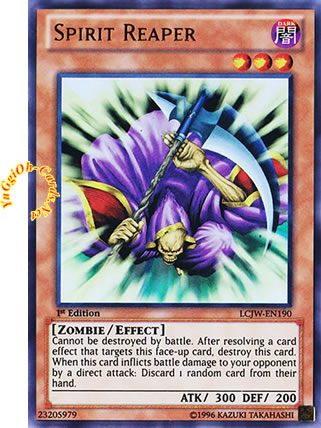 SPIRIT REAPER
DARK
闇
YuGiOh-Cards.Ru
1st Edition
LCJW-EN190
[ZOMBIE / EFFECT]
Cannot be destroyed by battle. After resolving a card
effect that targets this face-up card, destroy this card.
When this card inflicts battle damage to your opponent
by a direct attack: Discard 1 random card from their
hand.
ATK/ 300 DEF/ 200
23205979
©1996 KAZUKI TAKAHASHI